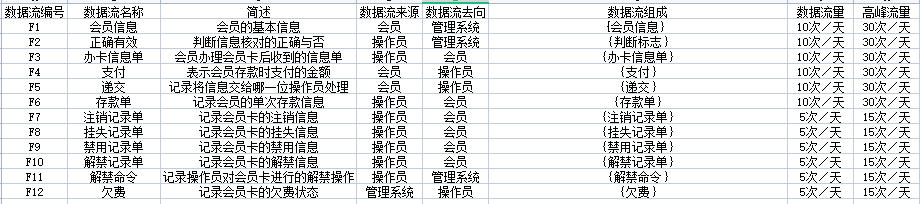 数据流编号 数据流名称 简述 数据流来源 数据流去向 数据流组成 数据流量 高峰流量
F1 会员信息 会员的基本信息 会员 管理系统 {会员信息} 10次／天 30次／天
F2 正确有效 判断信息核对的正确与否 操作员 管理系统 {判断标志} 10次／天 30次／天
F3 办卡信息单 会员办理会员卡后收到的信息单 操作员 会员 {办卡信息单} 10次／天 30次／天
F4 支付 表示会员存款时支付的金额 会员 操作员 {支付} 10次／天 30次／天
F5 递交 记录将信息交给哪一位操作员处理 会员 操作员 {递交} 10次／天 30次／天
F6 存款单 记录会员的单次存款信息 操作员 会员 {存款单} 10次／天 30次／天
F7 注销记录单 记录会员卡的注销信息 操作员 会员 {注销记录单} 5次／天 15次／天
F8 挂失记录单 记录会员卡的挂失信息 操作员 会员 {挂失记录单} 5次／天 15次／天
F9 禁用记录单 记录会员卡的禁用信息 操作员 会员 {禁用记录单} 5次／天 15次／天
F10 解禁记录单 记录会员卡的解禁信息 操作员 会员 {解禁记录单} 5次／天 15次／天
F11 解禁命令 记录操作员对会员卡进行的解禁操作 操作员 管理系统 {解禁命令} 5次／天 15次／天
F12 欠费 记录会员卡的欠费状态 管理系统 操作员 {欠费} 5次／天 15次／天